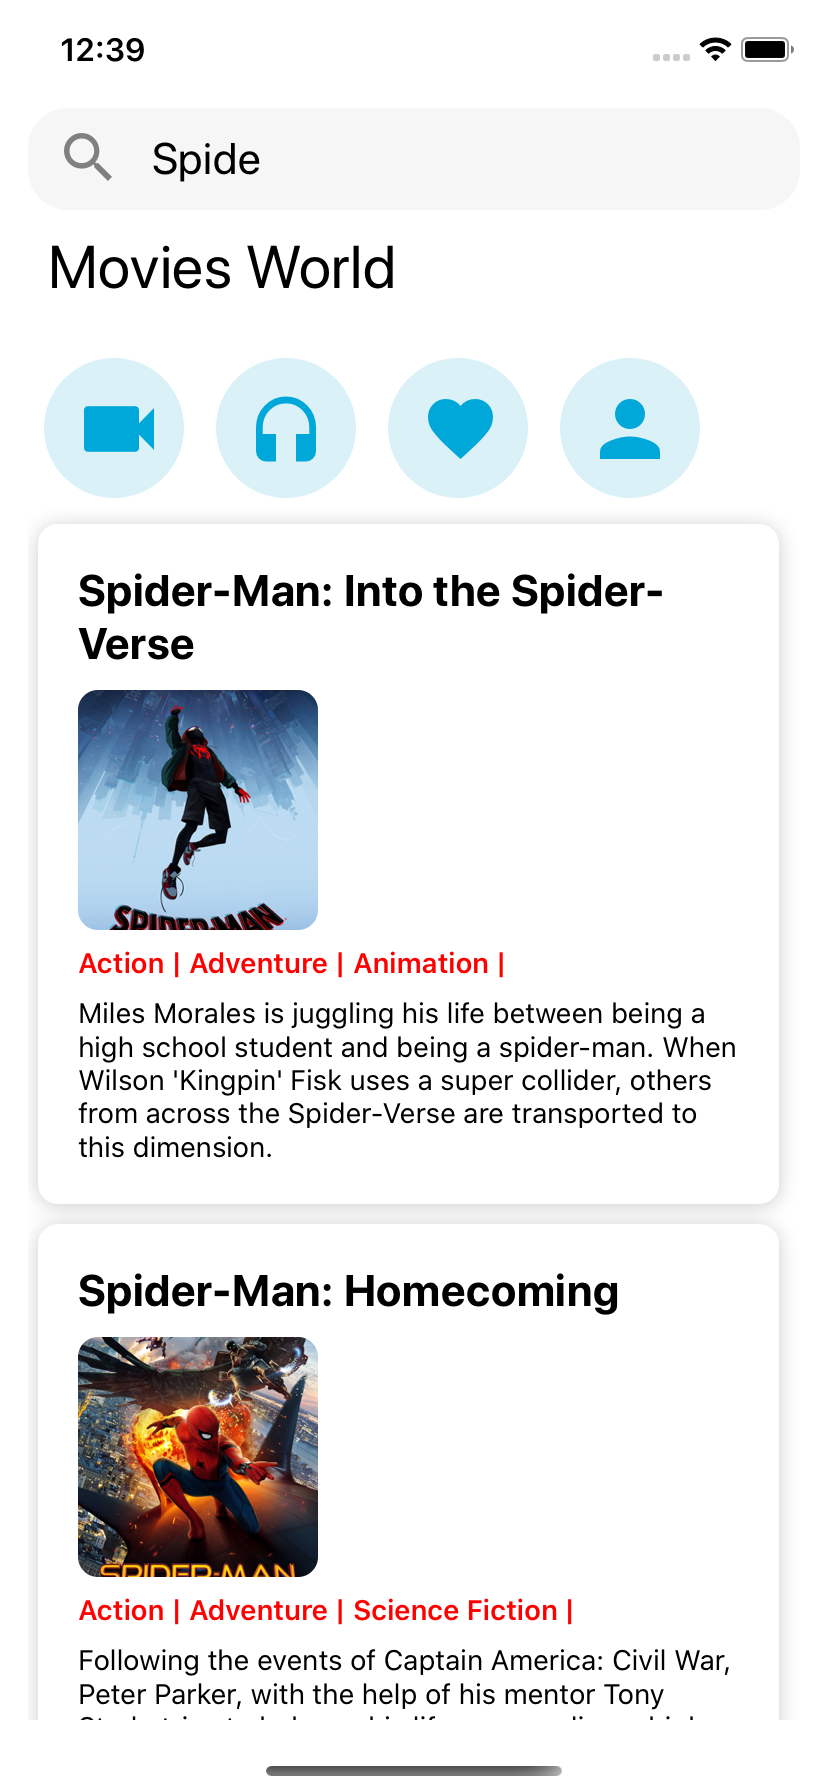 12:39
Spide
Movies World
Spider-Man: Into the Spider-
Verse
SPIDER-MAN
Action | Adventure | Animation |
Miles Morales is juggling his life between being a
high school student and being a spider-man. When
Wilson 'Kingpin' Fisk uses a super collider, others
from across the Spider-Verse are transported to
this dimension.
Spider-Man: Homecoming
SPIDER-MAN
Action | Adventure | Science Fiction |
Following the events of Captain America: Civil War,
Peter Parker, with the help of his mentor Tony